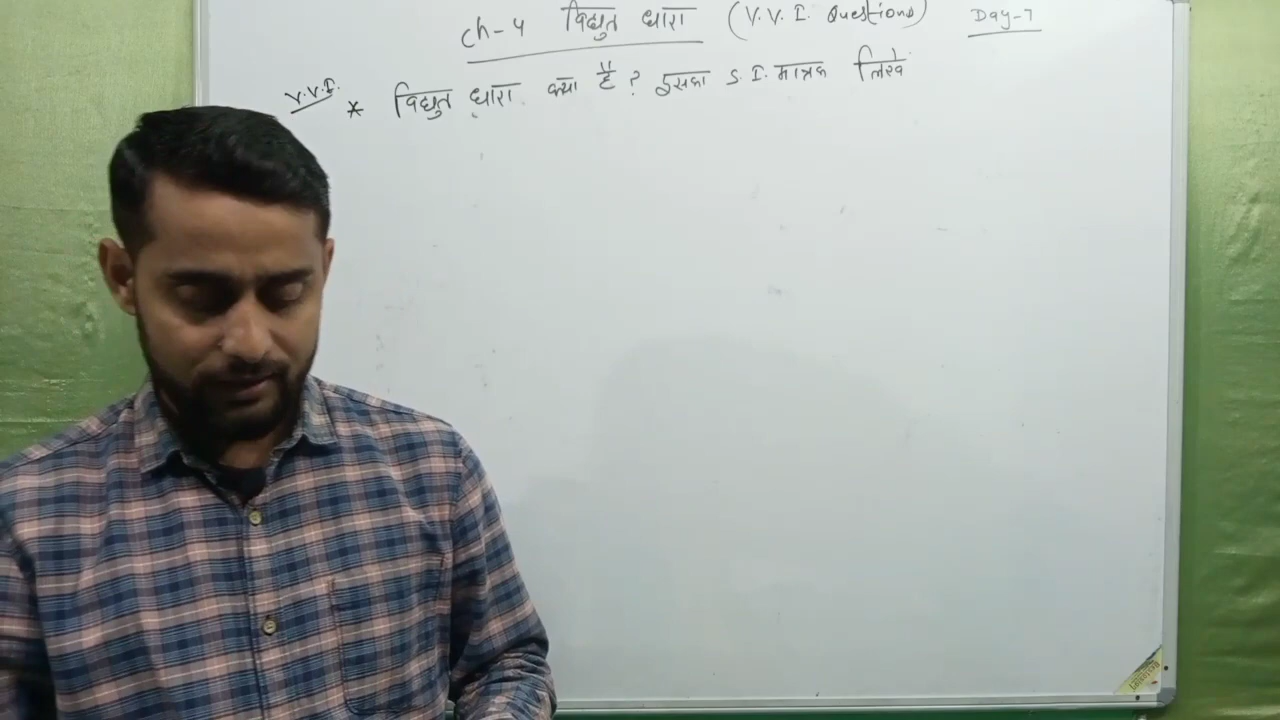 Ch-4 विद्युत धारा (V.V.I. Questions) Day-7
V.V.I.
* विद्युत धारा क्या है ? इसका S.I. मात्रक लिखें